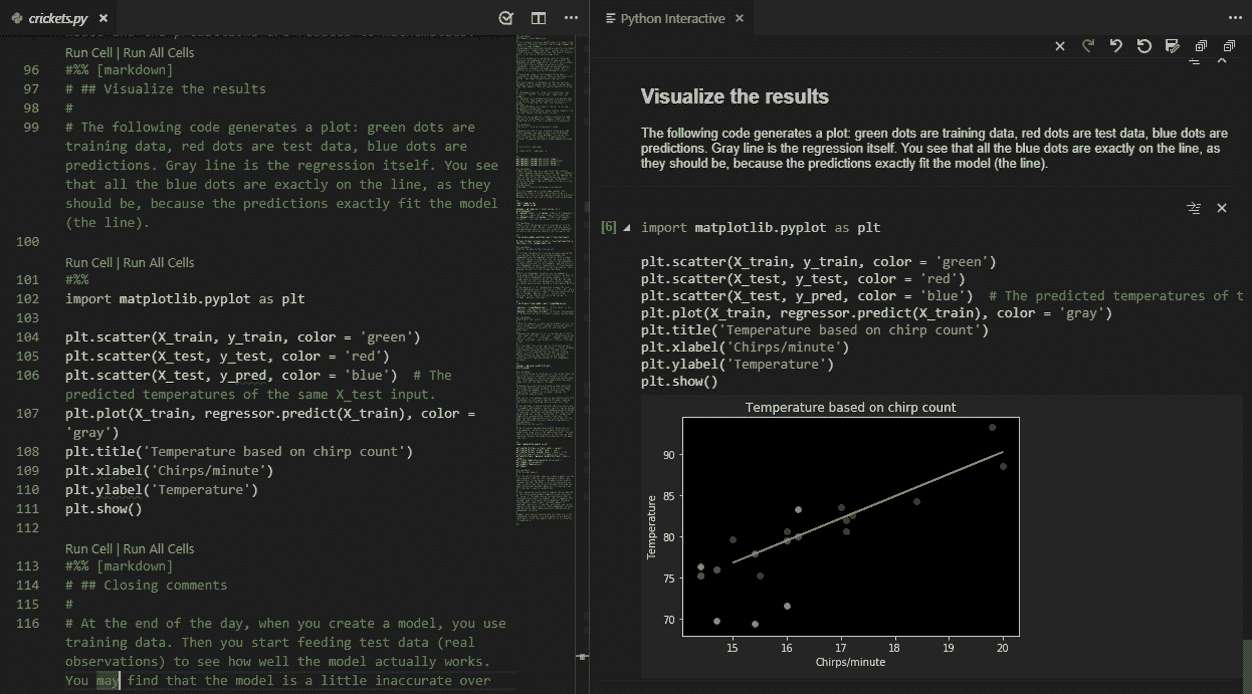 crickets.py
Run Cell | Run All Cells
96 #%% [markdown]
97 # ## Visualize the results
98 #
99 # The following code generates a plot: green dots are
training data, red dots are test data, blue dots are
predictions. Gray line is the regression itself. You see
that all the blue dots are exactly on the line, as they
should be, because the predictions exactly fit the model
(the line).
100
Run Cell | Run All Cells
101 #%%
102 import matplotlib.pyplot as plt
103
104 plt.scatter(X_train, y_train, color = 'green')
105 plt.scatter(X_test, y_test, color = 'red')
106 plt.scatter(X_test, y_pred, color = 'blue')  # The
predicted temperatures of the same X_test input.
107 plt.plot(X_train, regressor.predict(X_train), color =
'gray')
108 plt.title('Temperature based on chirp count')
109 plt.xlabel('Chirps/minute')
110 plt.ylabel('Temperature')
111 plt.show()
112
Run Cell | Run All Cells
113 #%% [markdown]
114 # ## Closing comments
115 #
116 # At the end of the day, when you create a model, you use
training data. Then you start feeding test data (real
observations) to see how well the model actually works.
You may find that the model is a little inaccurate over
Python Interactive
Visualize the results
The following code generates a plot: green dots are training data, red dots are test data, blue dots are
predictions. Gray line is the regression itself. You see that all the blue dots are exactly on the line, as
they should be, because the predictions exactly fit the model (the line).
[6] import matplotlib.pyplot as plt
plt.scatter(X_train, y_train, color = 'green')
plt.scatter(X_test, y_test, color = 'red')
plt.scatter(X_test, y_pred, color = 'blue')  # The predicted temperatures of t
plt.plot(X_train, regressor.predict(X_train), color = 'gray')
plt.title('Temperature based on chirp count')
plt.xlabel('Chirps/minute')
plt.ylabel('Temperature')
plt.show()
Temperature based on chirp count
90
85
80
75
70
Temperature
15 16 17 18 19 20
Chirps/minute